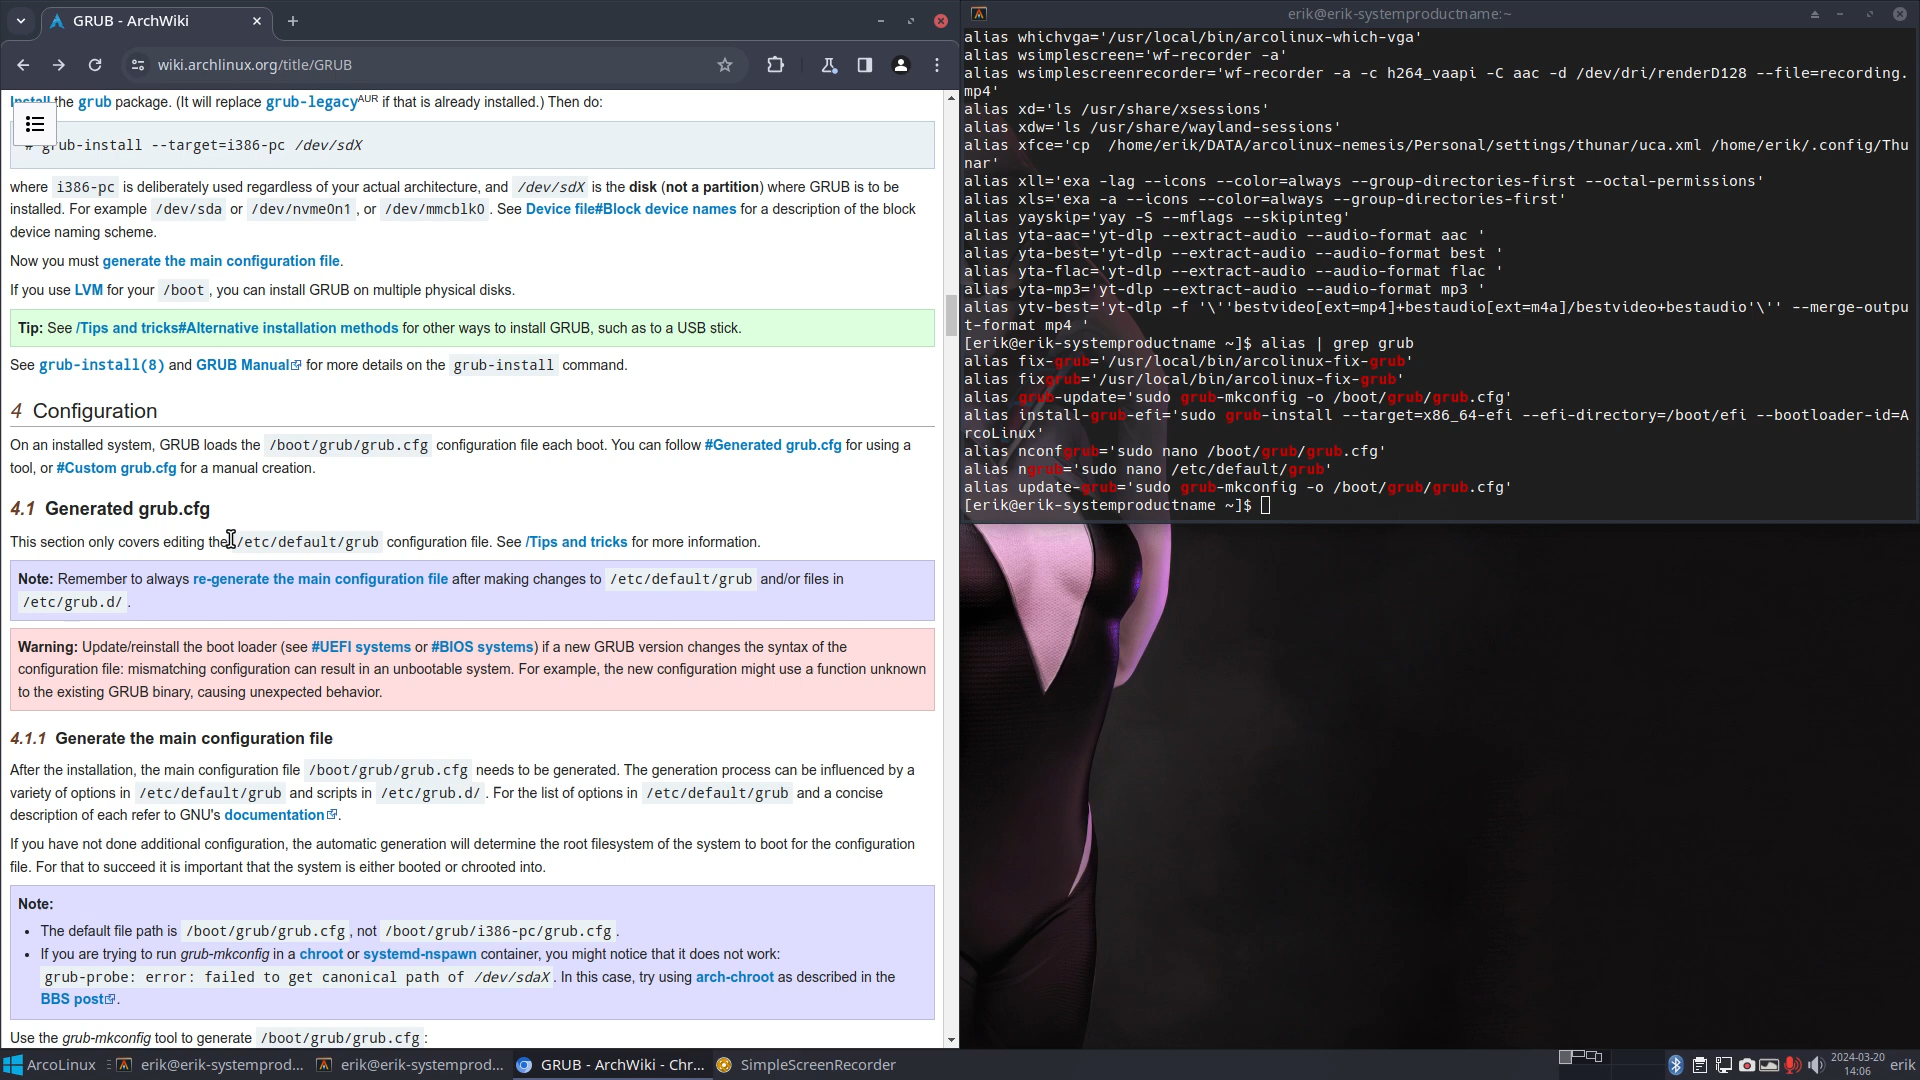 GRUB - ArchWiki
wiki.archlinux.org/title/GRUB
Install the grub package. (It will replace grub-legacyAUR if that is already installed.) Then do:
# grub-install --target=i386-pc /dev/sdX
where i386-pc is deliberately used regardless of your actual architecture, and /dev/sdX is the disk (not a partition) where GRUB is to be
installed. For example /dev/sda or /dev/nvme0n1, or /dev/mmcblk0. See Device file#Block device names for a description of the block
device naming scheme.
Now you must generate the main configuration file.
If you use LVM for your /boot, you can install GRUB on multiple physical disks.
Tip: See /Tips and tricks#Alternative installation methods for other ways to install GRUB, such as to a USB stick.
See grub-install(8) and GRUB Manual for more details on the grub-install command.
4 Configuration
On an installed system, GRUB loads the /boot/grub/grub.cfg configuration file each boot. You can follow #Generated grub.cfg for using a
tool, or #Custom grub.cfg for a manual creation.
4.1 Generated grub.cfg
This section only covers editing the /etc/default/grub configuration file. See /Tips and tricks for more information.
Note: Remember to always re-generate the main configuration file after making changes to /etc/default/grub and/or files in
/etc/grub.d/.
Warning: Update/reinstall the boot loader (see #UEFI systems or #BIOS systems) if a new GRUB version changes the syntax of the
configuration file: mismatching configuration can result in an unbootable system. For example, the new configuration might use a function unknown
to the existing GRUB binary, causing unexpected behavior.
4.1.1 Generate the main configuration file
After the installation, the main configuration file /boot/grub/grub.cfg needs to be generated. The generation process can be influenced by a
variety of options in /etc/default/grub and scripts in /etc/grub.d/. For the list of options in /etc/default/grub and a concise
description of each refer to GNU's documentation.
If you have not done additional configuration, the automatic generation will determine the root filesystem of the system to boot for the configuration
file. For that to succeed it is important that the system is either booted or chrooted into.
Note:
• The default file path is /boot/grub/grub.cfg, not /boot/grub/i386-pc/grub.cfg.
• If you are trying to run grub-mkconfig in a chroot or systemd-nspawn container, you might notice that it does not work:
grub-probe: error: failed to get canonical path of /dev/sdaX. In this case, try using arch-chroot as described in the
BBS post.
Use the grub-mkconfig tool to generate /boot/grub/grub.cfg:
erik@erik-systemproductname:~
alias whichvga='/usr/local/bin/arcolinux-which-vga'
alias wsimplescreen='wf-recorder -a'
alias wsimplescreenrecorder='wf-recorder -a -c h264_vaapi -C aac -d /dev/dri/renderD128 --file=recording.
mp4'
alias xd='ls /usr/share/xsessions'
alias xdw='ls /usr/share/wayland-sessions'
alias xfce='cp  /home/erik/DATA/arcolinux-nemesis/Personal/settings/thunar/uca.xml /home/erik/.config/Thu
nar'
alias xll='exa -lag --icons --color=always --group-directories-first --octal-permissions'
alias xls='exa -a --icons --color=always --group-directories-first'
alias yayskip='yay -S --mflags --skipinteg'
alias yta-aac='yt-dlp --extract-audio --audio-format aac '
alias yta-best='yt-dlp --extract-audio --audio-format best '
alias yta-flac='yt-dlp --extract-audio --audio-format flac '
alias yta-mp3='yt-dlp --extract-audio --audio-format mp3 '
alias ytv-best='yt-dlp -f '\''bestvideo[ext=mp4]+bestaudio[ext=m4a]/bestvideo+bestaudio'\'' --merge-outpu
t-format mp4 '
[erik@erik-systemproductname ~]$ alias | grep grub
alias fix-grub='/usr/local/bin/arcolinux-fix-grub'
alias fixgrub='/usr/local/bin/arcolinux-fix-grub'
alias grub-update='sudo grub-mkconfig -o /boot/grub/grub.cfg'
alias install-grub-efi='sudo grub-install --target=x86_64-efi --efi-directory=/boot/efi --bootloader-id=A
rcoLinux'
alias nconfgrub='sudo nano /boot/grub/grub.cfg'
alias ngrub='sudo nano /etc/default/grub'
alias update-grub='sudo grub-mkconfig -o /boot/grub/grub.cfg'
[erik@erik-systemproductname ~]$
ArcoLinux
erik@erik-systemprod...
erik@erik-systemprod...
GRUB - ArchWiki - Chr...
SimpleScreenRecorder
2024-03-20
14:06
erik